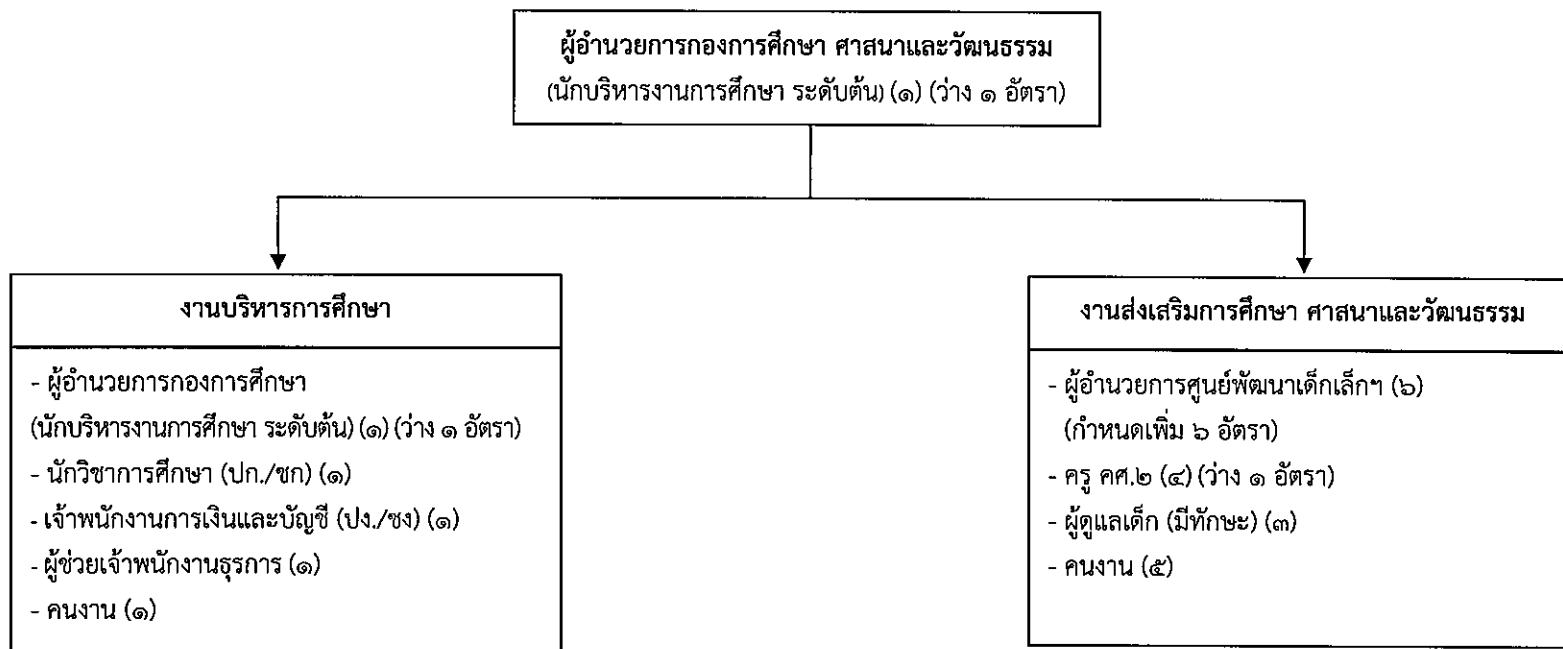 ผู้อำนวยการกองการศึกษา ศาสนาและวัฒนธรรม
(นักบริหารงานการศึกษา ระดับต้น) (๑) (ว่าง ๑ อัตรา)
งานบริหารการศึกษา
- ผู้อำนวยการกองการศึกษา
(นักบริหารงานการศึกษา ระดับต้น) (๑) (ว่าง ๑ อัตรา)
- นักวิชาการศึกษา (ปก./ชก) (๑)
- เจ้าพนักงานการเงินและบัญชี (ปง./ชง) (๑)
- ผู้ช่วยเจ้าพนักงานธุรการ (๑)
- คนงาน (๑)
งานส่งเสริมการศึกษา ศาสนาและวัฒนธรรม
- ผู้อำนวยการศูนย์พัฒนาเด็กเล็กฯ (๖)
(กำหนดเพิ่ม ๖ อัตรา)
- ครู คศ.๒ (๔) (ว่าง ๑ อัตรา)
- ผู้ดูแลเด็ก (มีทักษะ) (๓)
- คนงาน (๕)